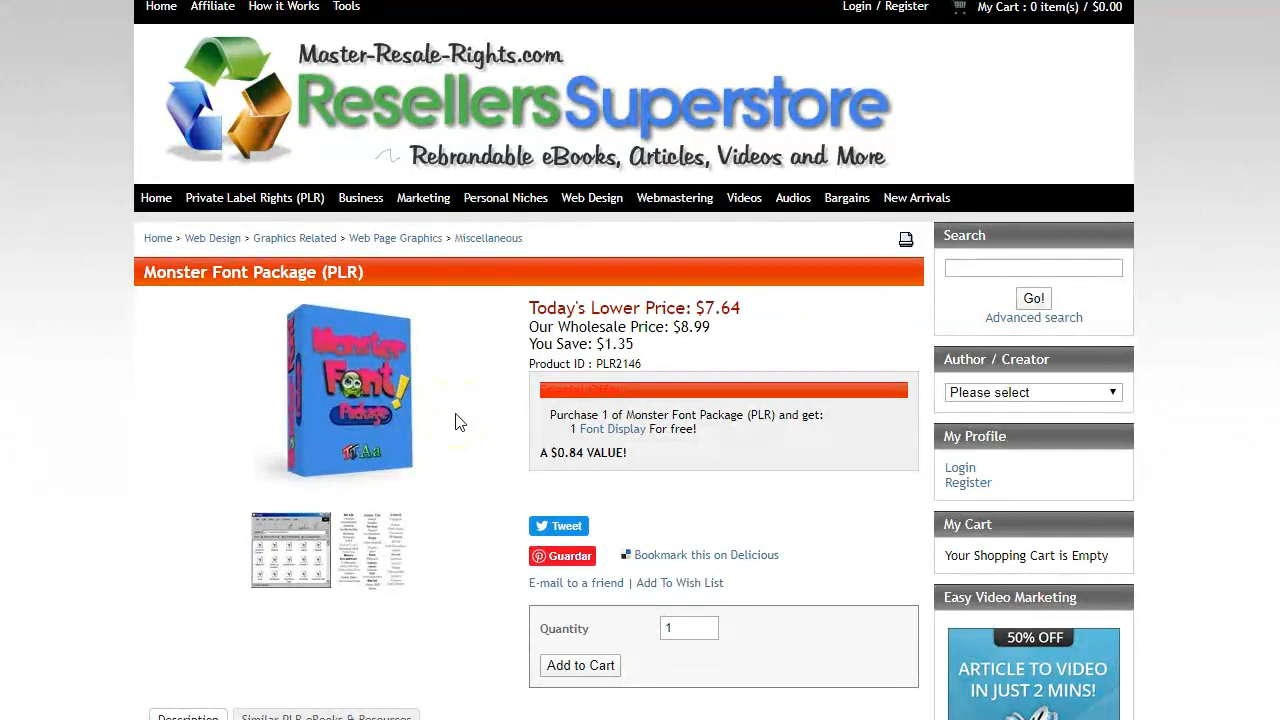 Home Affiliate How it Works Tools Login / Register My Cart : 0 item(s) / $0.00
Master-Resale-Rights.com
ResellersSuperstore
Rebrandable eBooks, Articles, Videos and More
Home Private Label Rights (PLR) Business Marketing Personal Niches Web Design Webmastering Videos Audios Bargains New Arrivals
Home > Web Design > Graphics Related > Web Page Graphics > Miscellaneous
Monster Font Package (PLR)
Monster
Font!
Package
Aa
Today's Lower Price: $7.64
Our Wholesale Price: $8.99
You Save: $1.35
Product ID : PLR2146
Purchase 1 of Monster Font Package (PLR) and get:
1 Font Display For free!
A $0.84 VALUE!
Tweet
Guardar Bookmark this on Delicious
E-mail to a friend | Add To Wish List
Quantity 1
Add to Cart
Description Similar PLR eBooks & Resources
Search
Go!
Advanced search
Author / Creator
Please select
My Profile
Login
Register
My Cart
Your Shopping Cart is Empty
Easy Video Marketing
50% OFF
ARTICLE TO VIDEO
IN JUST 2 MINS!